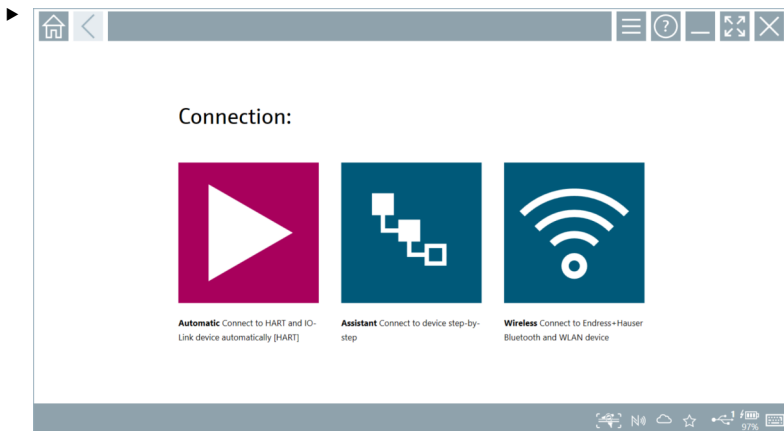 Connection:
Automatic Connect to HART and IO-
Link device automatically [HART]
Assistant Connect to device step-by-
step
Wireless Connect to Endress+Hauser
Bluetooth and WLAN device
1
97%